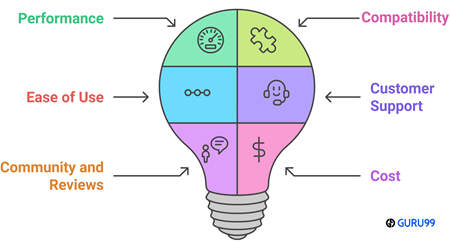 Performance
Compatibility
Ease of Use
Customer
Support
Community and
Reviews
Cost
GURU99